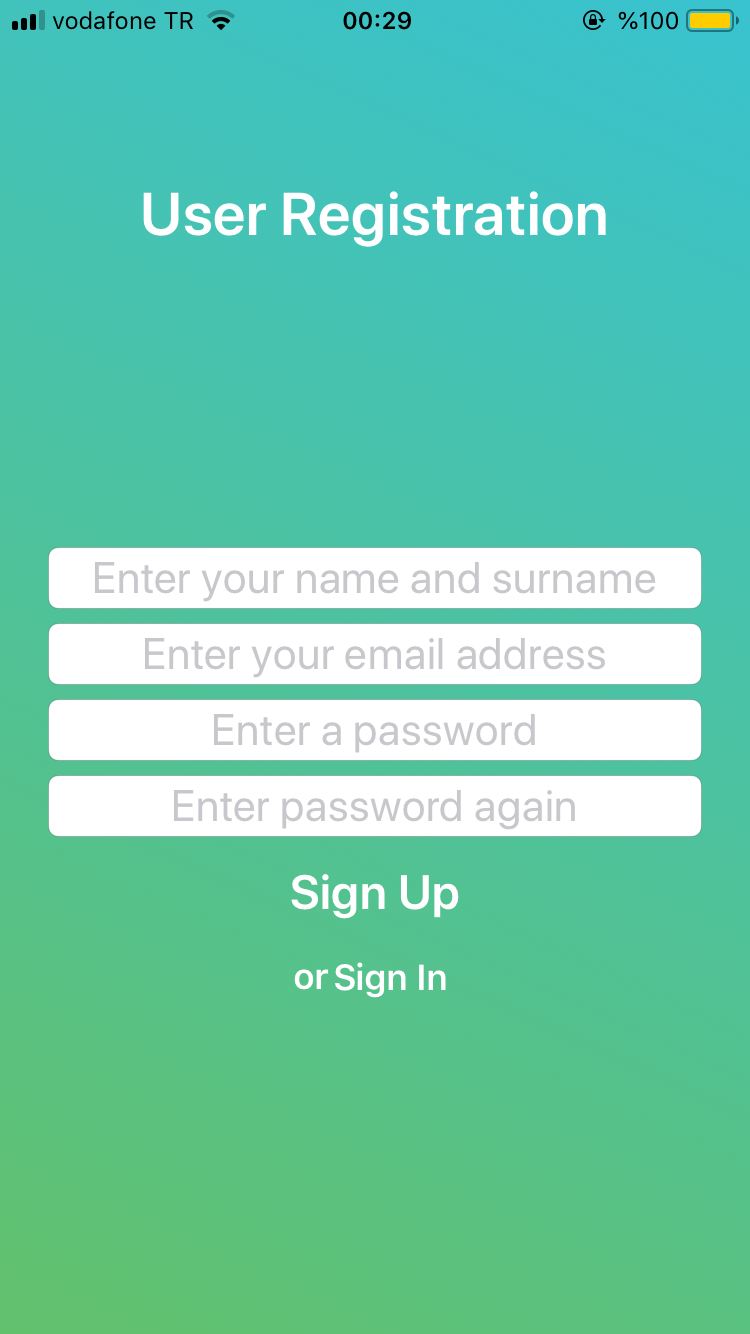 vodafone TR 00:29 %100
User Registration
Enter your name and surname
Enter your email address
Enter a password
Enter password again
Sign Up
or Sign In